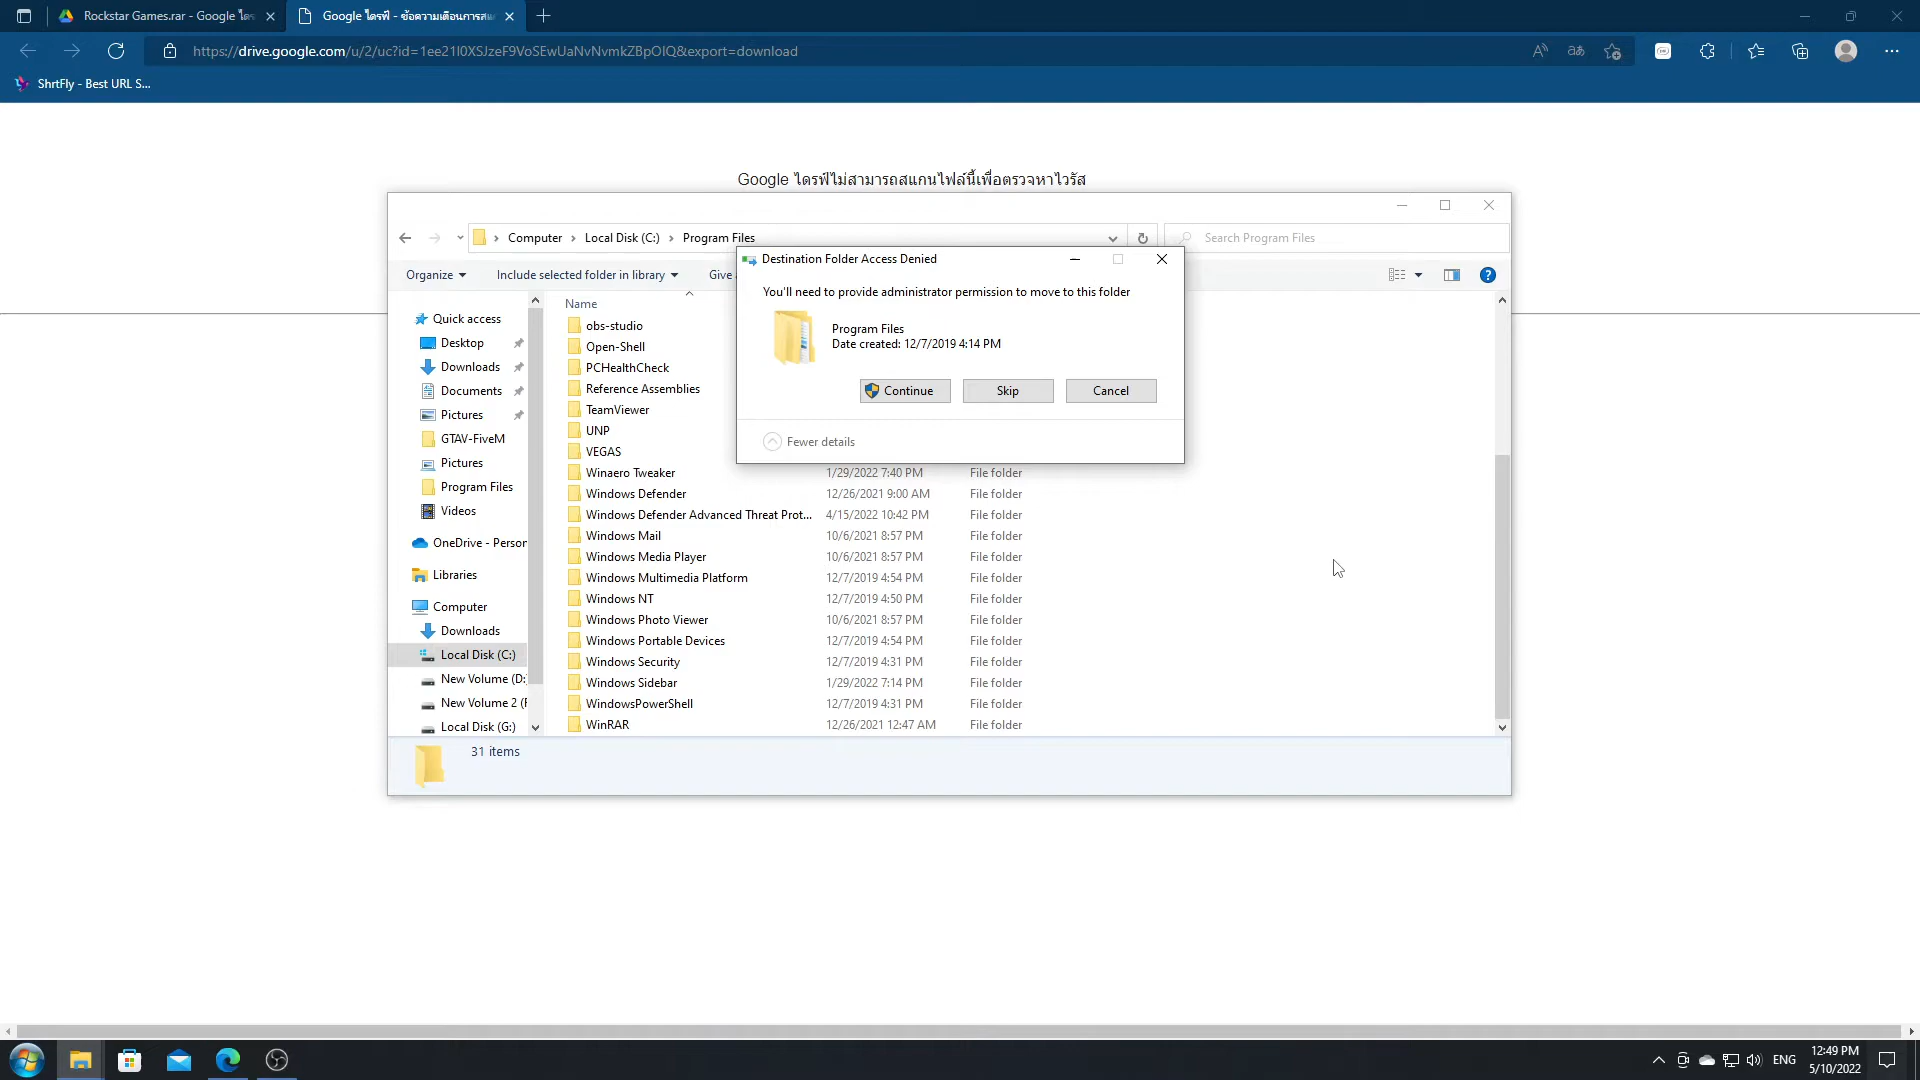 Rockstar Games.rar - Google ไดร
Google ไดรฟ์ - ข้อความเตือนการสแ
https://drive.google.com/u/2/uc?id=1ee21I0XSJzeF9VoSEwUaNvNvmkZBpOIQ&export=download
ShrtFly - Best URL S...
Google ไดรฟ์ไม่สามารถสแกนไฟล์นี้เพื่อตรวจหาไวรัส
Computer
Local Disk (C:)
Program Files
Search Program Files
Organize
Include selected folder in library
Give
Quick access
Desktop
Downloads
Documents
Pictures
GTAV-FiveM
Pictures
Program Files
Videos
OneDrive - Person
Libraries
Computer
Downloads
Local Disk (C:)
New Volume (D:
New Volume 2 (F
Local Disk (G:)
Name
obs-studio
Open-Shell
PCHealthCheck
Reference Assemblies
TeamViewer
UNP
VEGAS
Winaero Tweaker 1/29/2022 7:40 PM File folder
Windows Defender 12/26/2021 9:00 AM File folder
Windows Defender Advanced Threat Prot... 4/15/2022 10:42 PM File folder
Windows Mail 10/6/2021 8:57 PM File folder
Windows Media Player 10/6/2021 8:57 PM File folder
Windows Multimedia Platform 12/7/2019 4:54 PM File folder
Windows NT 12/7/2019 4:50 PM File folder
Windows Photo Viewer 10/6/2021 8:57 PM File folder
Windows Portable Devices 12/7/2019 4:54 PM File folder
Windows Security 12/7/2019 4:31 PM File folder
Windows Sidebar 1/29/2022 7:14 PM File folder
WindowsPowerShell 12/7/2019 4:31 PM File folder
WinRAR 12/26/2021 12:47 AM File folder
31 items
Destination Folder Access Denied
You'll need to provide administrator permission to move to this folder
Program Files
Date created: 12/7/2019 4:14 PM
Continue
Skip
Cancel
Fewer details
ENG
12:49 PM
5/10/2022